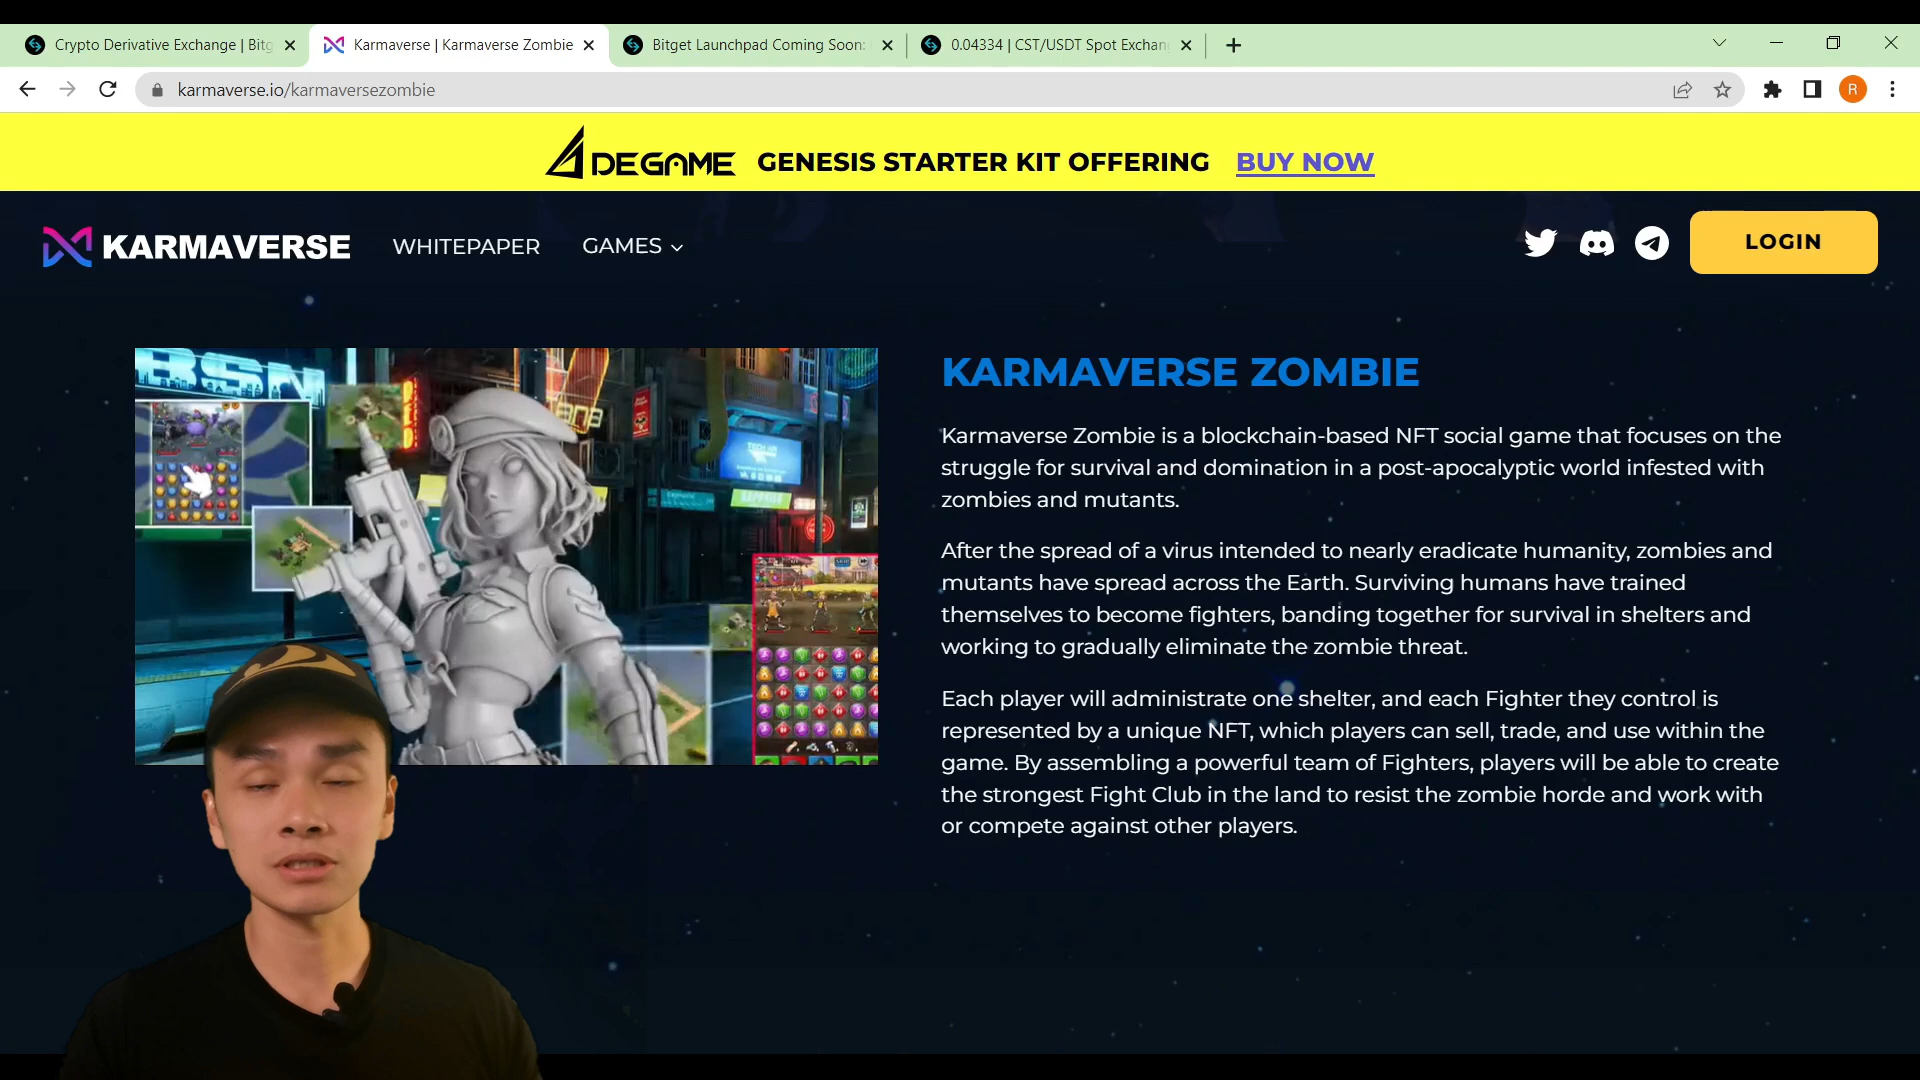 Crypto Derivative Exchange | Bitg
Karmaverse | Karmaverse Zombie
Bitget Launchpad Coming Soon:
0.04334 | CST/USDT Spot Exchan
karmaverse.io/karmaversezombie
R
DEGAME GENESIS STARTER KIT OFFERING BUY NOW
KARMAVERSE WHITEPAPER GAMES LOGIN
BSN
TECH
KARMAVERSE ZOMBIE
Karmaverse Zombie is a blockchain-based NFT social game that focuses on the
struggle for survival and domination in a post-apocalyptic world infested with
zombies and mutants.
After the spread of a virus intended to nearly eradicate humanity, zombies and
mutants have spread across the Earth. Surviving humans have trained
themselves to become fighters, banding together for survival in shelters and
working to gradually eliminate the zombie threat.
Each player will administrate one shelter, and each Fighter they control is
represented by a unique NFT, which players can sell, trade, and use within the
game. By assembling a powerful team of Fighters, players will be able to create
the strongest Fight Club in the land to resist the zombie horde and work with
or compete against other players.